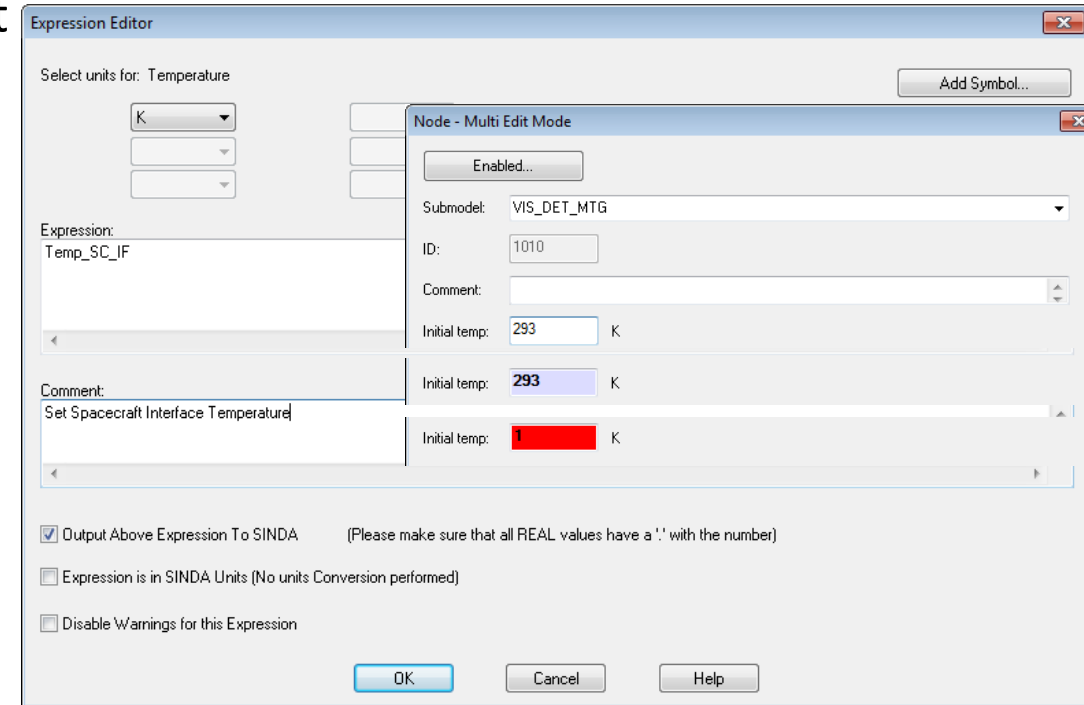 t
Expression Editor
Select units for: Temperature
Add Symbol...
K
Node - Multi Edit Mode
Enabled...
Submodel: VIS_DET_MTG
Expression:
Temp_SC_IF
ID: 1010
Comment:
Initial temp: 293 K
Comment:
Initial temp: 293 K
Set Spacecraft Interface Temperature
Initial temp: 1 K
Output Above Expression To SINDA (Please make sure that all REAL values have a '.' with the number)
Expression is in SINDA Units (No units Conversion performed)
Disable Warnings for this Expression
OK Cancel Help